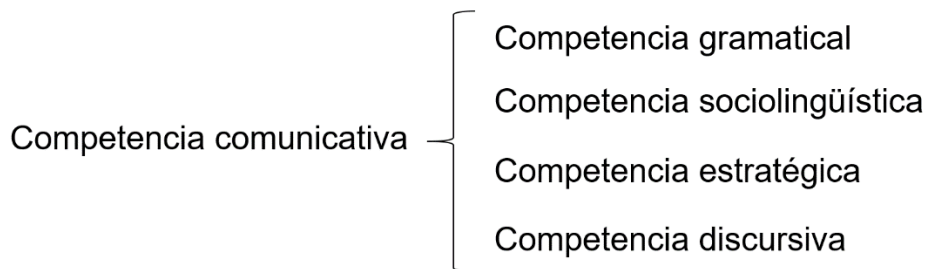 Competencia comunicativa
Competencia gramatical
Competencia sociolingüística
Competencia estratégica
Competencia discursiva